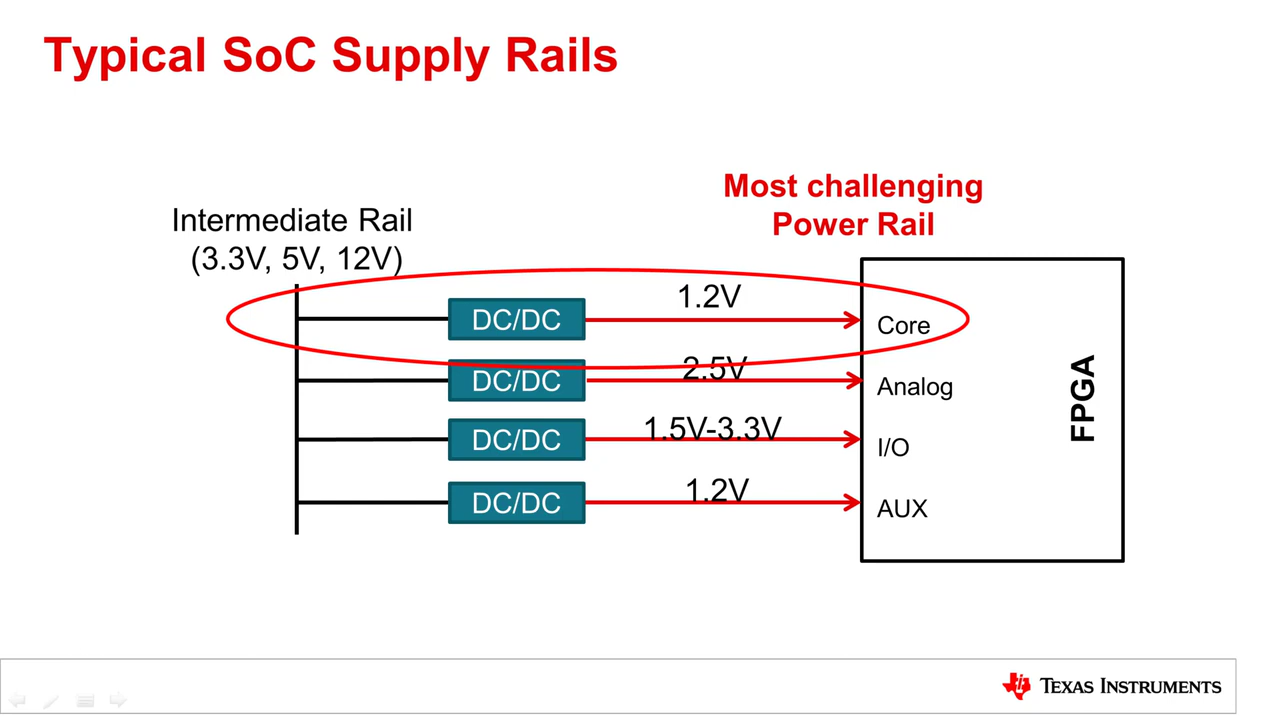 Typical SoC Supply Rails
Most challenging
Power Rail
Intermediate Rail
(3.3V, 5V, 12V)
DC/DC
1.2V
Core
DC/DC
2.5V
Analog
DC/DC
1.5V-3.3V
I/O
DC/DC
1.2V
AUX
FPGA
TEXAS INSTRUMENTS